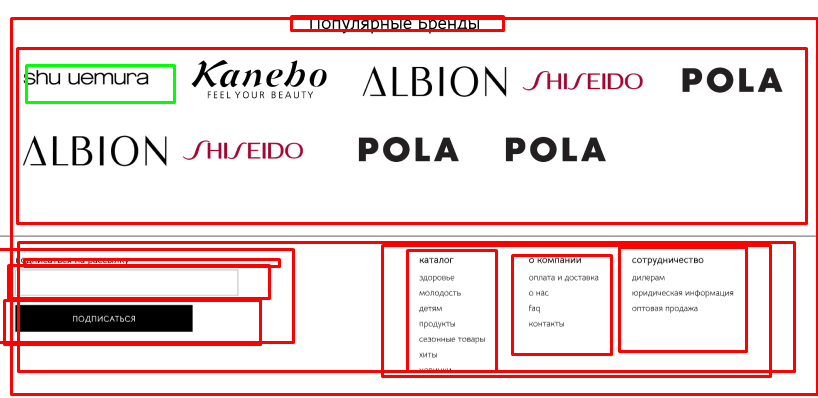 Популярные Бренды
shu uemura
Kanebo
FEEL YOUR BEAUTY
ALBION
SHISEIDO
POLA
ALBION
SHISEIDO
POLA
POLA
подписаться на рассылку
ПОДПИСАТЬСЯ
каталог
здоровье
молодость
детям
продукты
сезонные товары
хиты
новинки
о компании
оплата и доставка
о нас
faq
контакты
сотрудничество
дилерам
юридическая информация
оптовая продажа